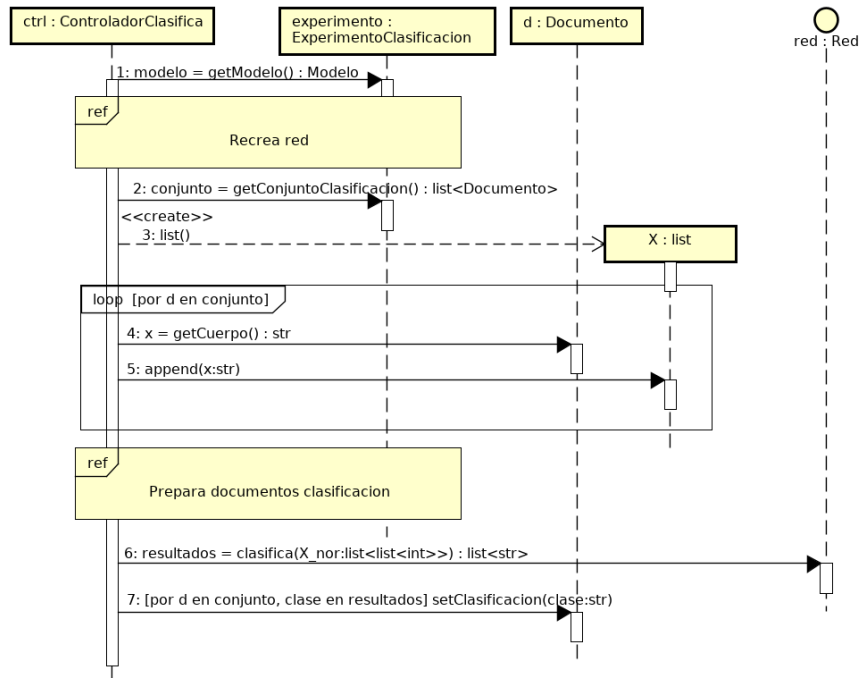 ctrl : ControladorClasifica
experimento :
ExperimentoClasificacion
d : Documento
red : Red
1: modelo = getModelo() : Modelo
ref
Recrea red
2: conjunto = getConjuntoClasificacion() : list<Documento>
<<create>>
3: list()
X : list
loop [por d en conjunto]
4: x = getCuerpo() : str
5: append(x:str)
ref
Prepara documentos clasificacion
6: resultados = clasifica(X_nor:list<list<int>>) : list<str>
7: [por d en conjunto, clase en resultados] setClasificacion(clase:str)